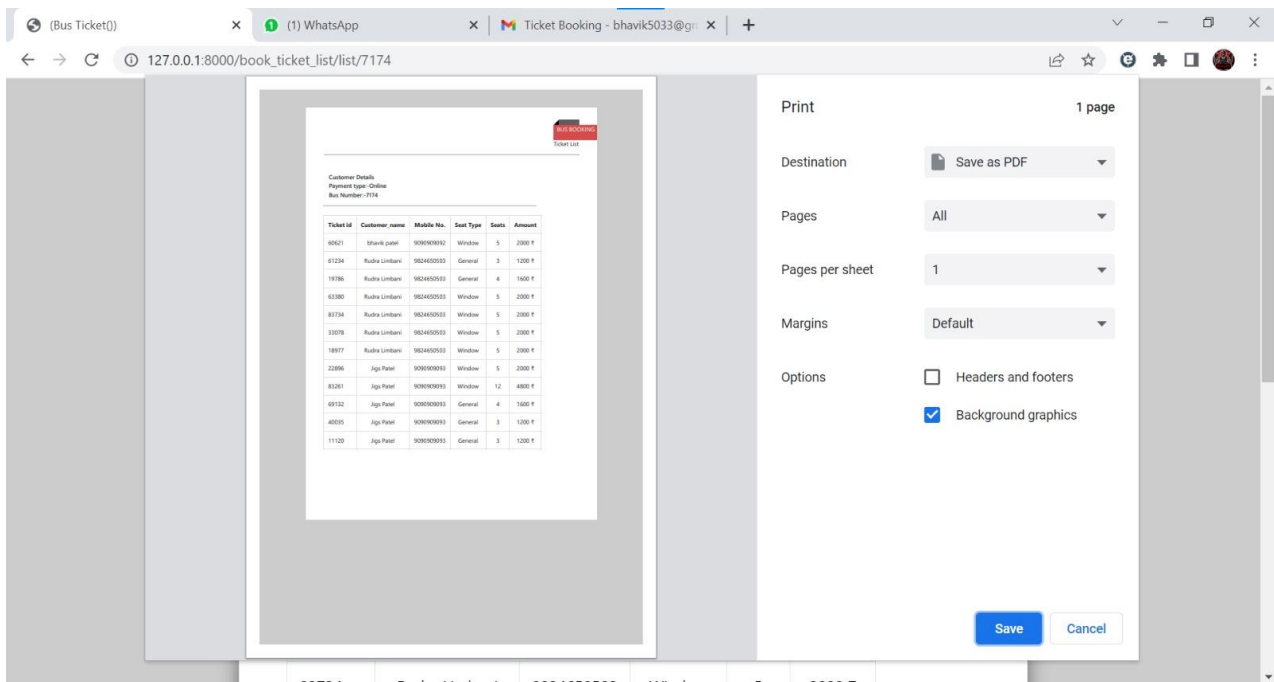 (Bus Ticket())
(1) WhatsApp
Ticket Booking - bhavik5033@gm
127.0.0.1:8000/book_ticket_list/list/7174
BUS BOOKING
Ticket List
Customer Details
Payment type:-Online
Bus Number:-7174
Ticket Id Customer_name Mobile No. Seat Type Seats Amount
60621 bhavik patel 9090909092 Window 5 2000 ₹
61234 Rudra Limbani 9824650503 General 3 1200 ₹
19786 Rudra Limbani 9824650503 General 4 1600 ₹
63380 Rudra Limbani 9824650503 Window 5 2000 ₹
83734 Rudra Limbani 9824650503 Window 5 2000 ₹
33078 Rudra Limbani 9824650503 Window 5 2000 ₹
18977 Rudra Limbani 9824650503 Window 5 2000 ₹
22896 Jigs Patel 9090909093 Window 5 2000 ₹
83261 Jigs Patel 9090909093 Window 12 4800 ₹
69132 Jigs Patel 9090909093 General 4 1600 ₹
40035 Jigs Patel 9090909093 General 3 1200 ₹
11120 Jigs Patel 9090909093 General 3 1200 ₹
Print 1 page
Destination Save as PDF
Pages All
Pages per sheet 1
Margins Default
Options Headers and footers
Background graphics
Save Cancel